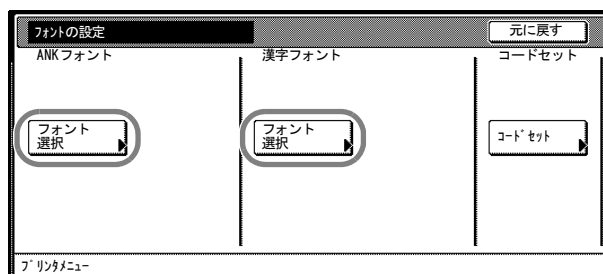 フォントの設定
元に戻す
ANKフォント
漢字フォント
コードセット
フォント
選択
フォント
選択
コードセット
プリンタメニュー